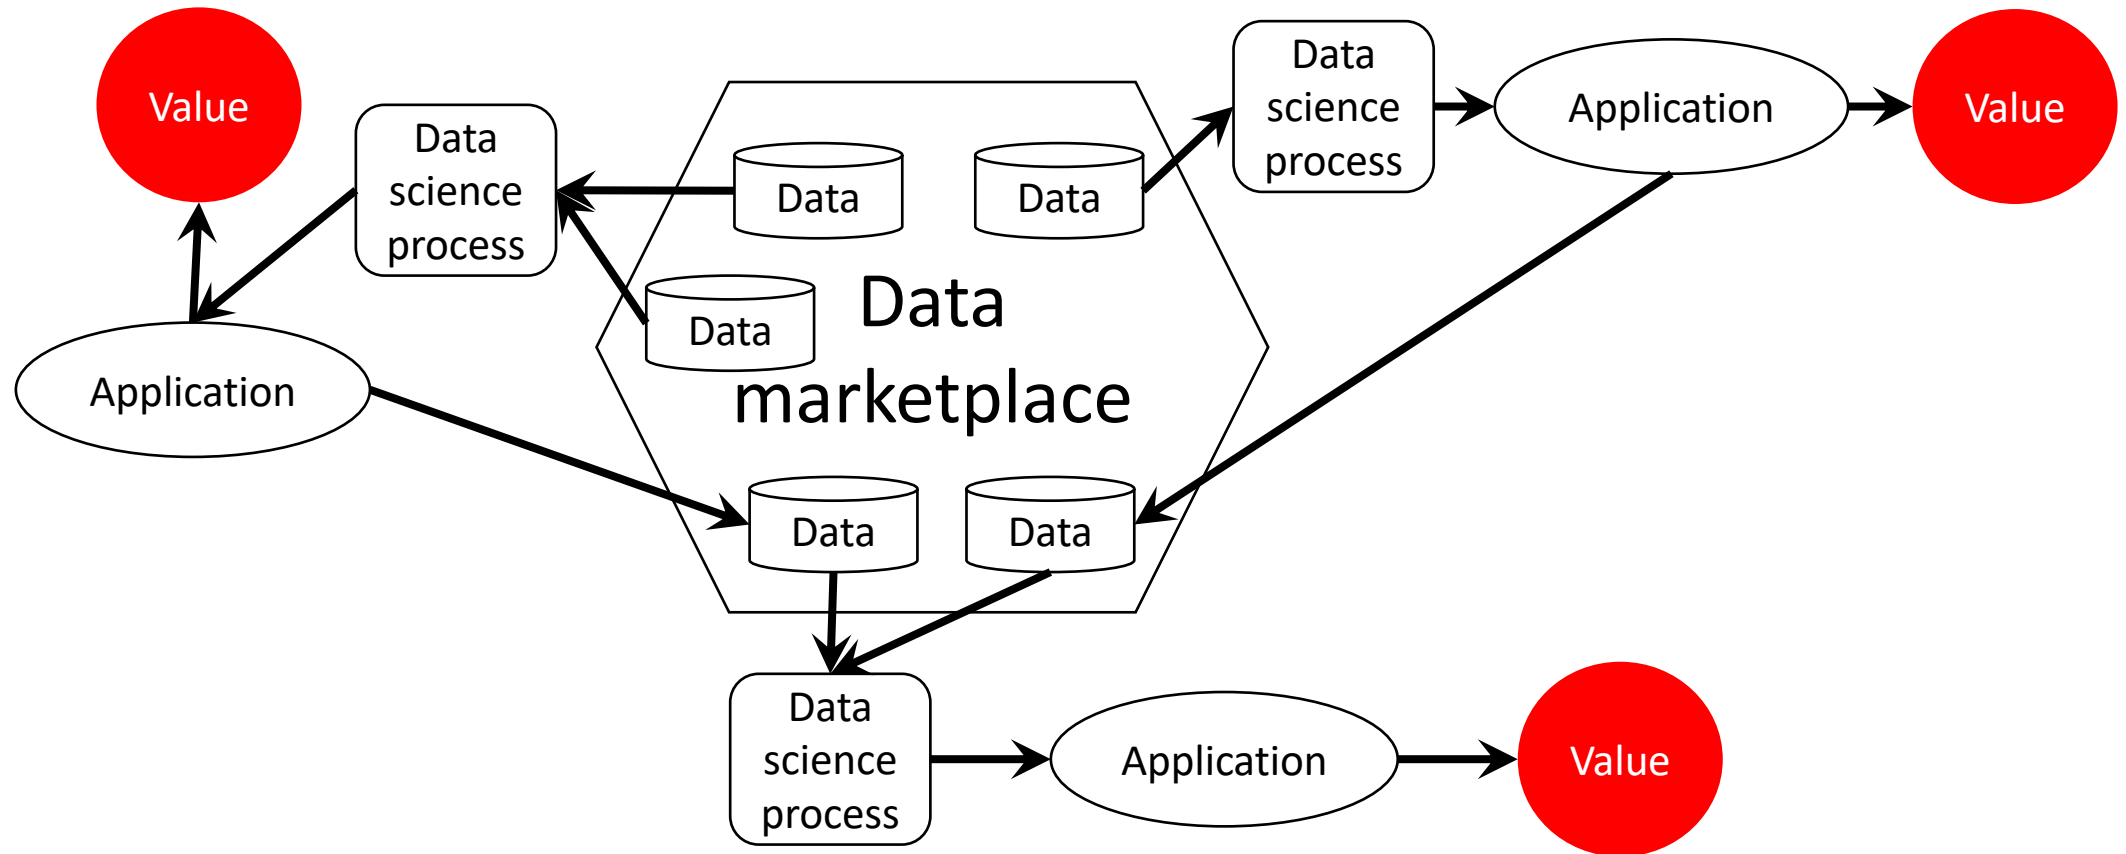 Value
Data
science
process
Data
Data
Data
science
process
Application
Value
Data
Application
Data
marketplace
Data
Data
Data
science
process
Application
Value